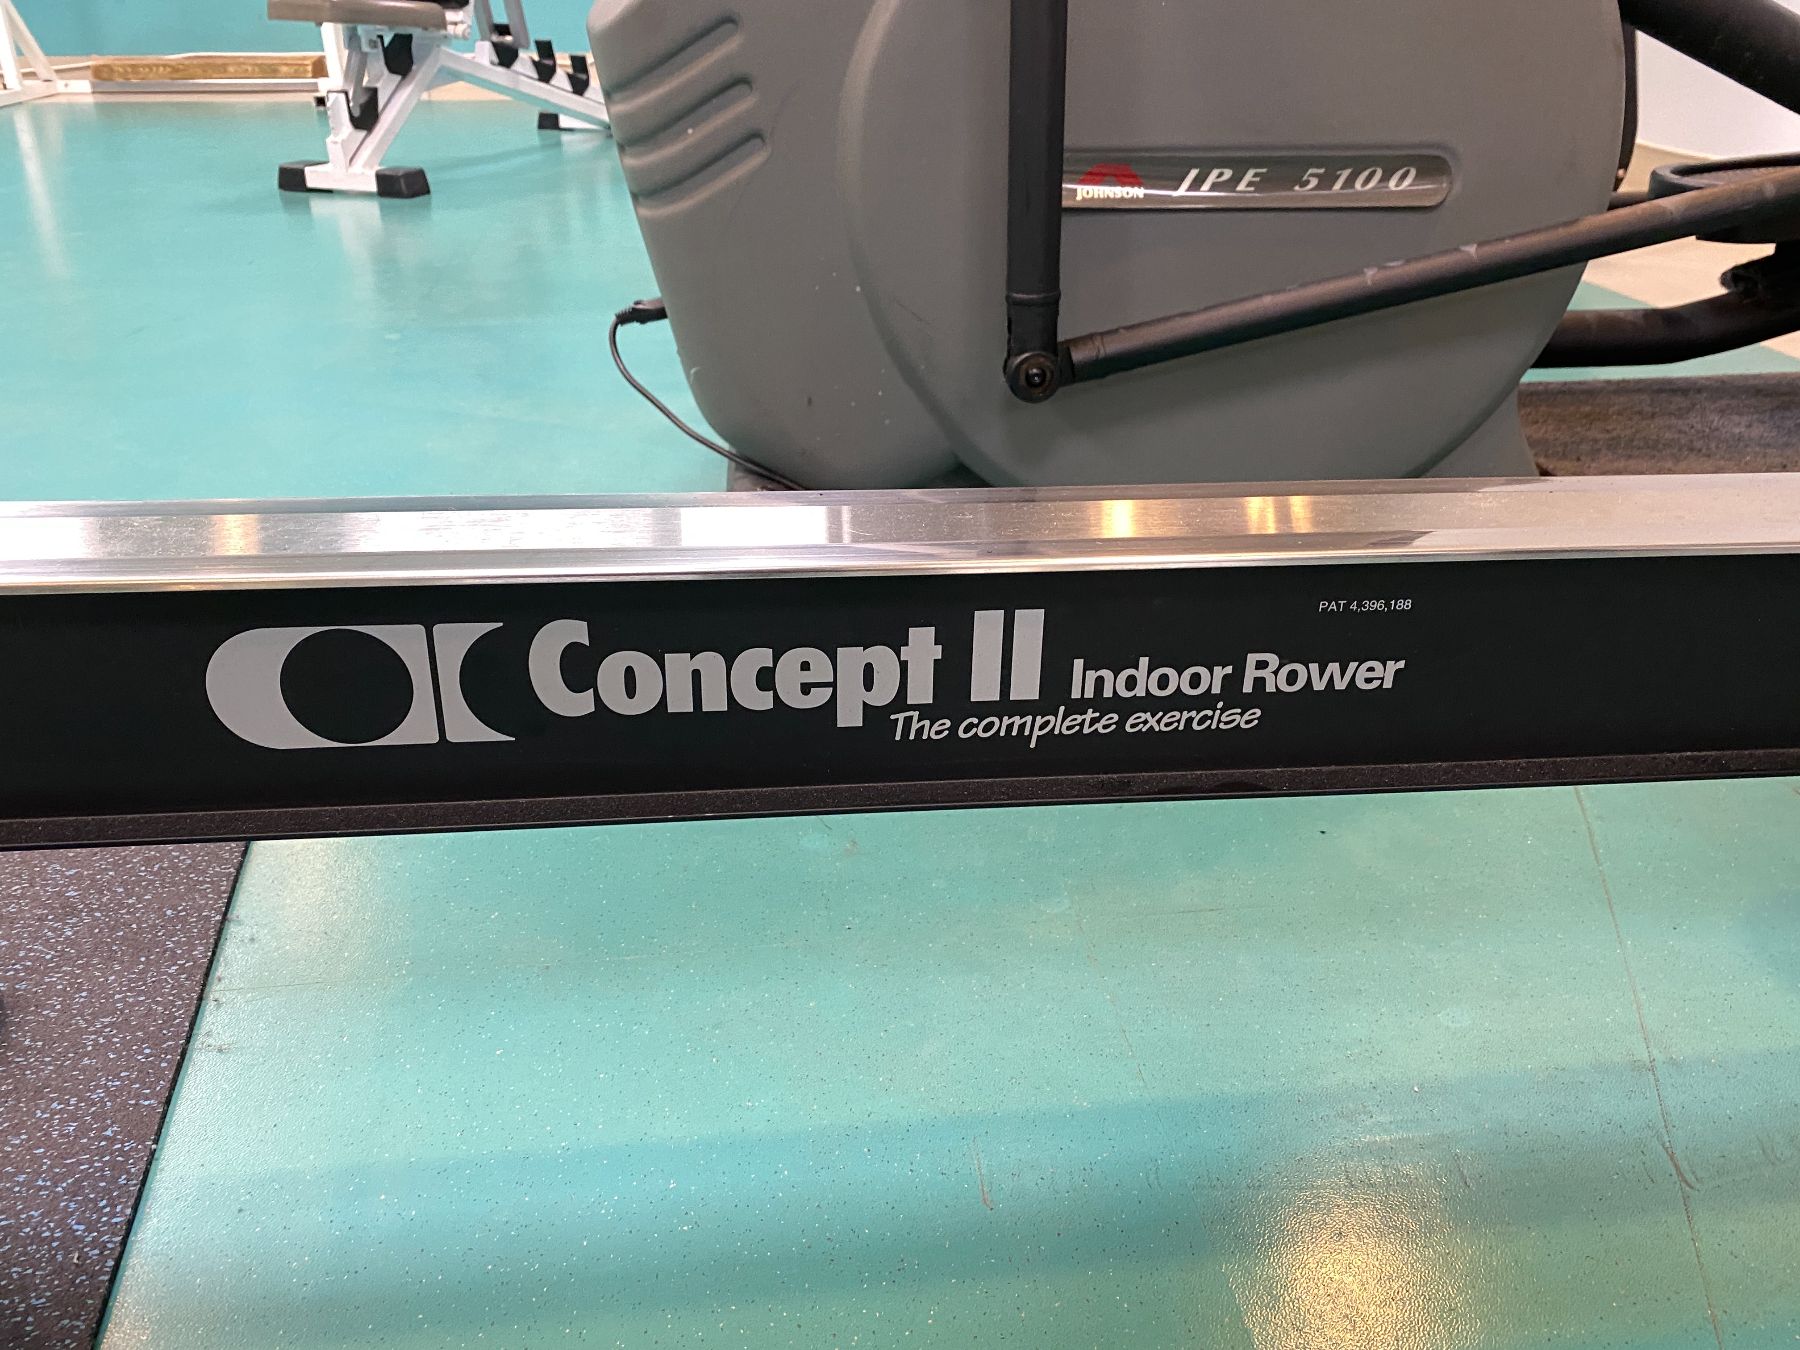 JOHNSON JPE 5100
PAT 4,396,188
Concept II Indoor Rower
The complete exercise